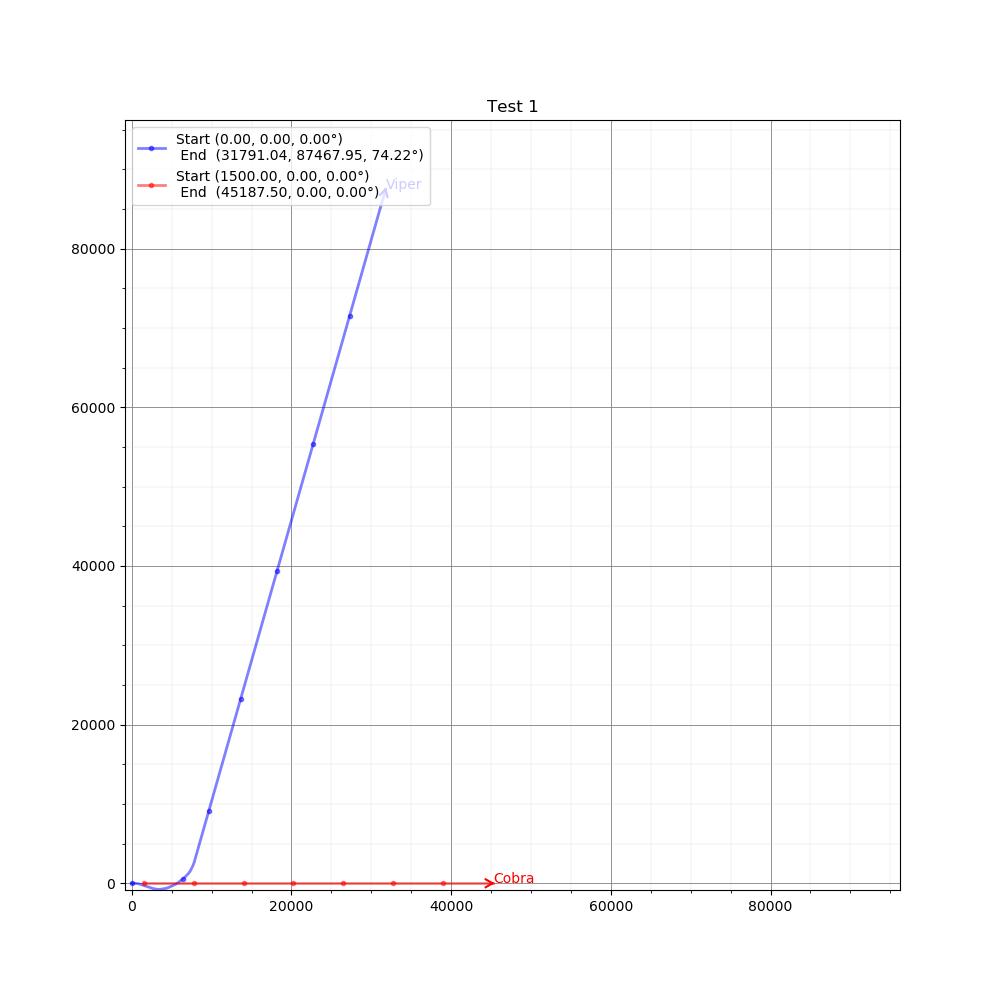 Test 1
Start (0.00, 0.00, 0.00°)
End  (31791.04, 87467.95, 74.22°)
Start (1500.00, 0.00, 0.00°)
End  (45187.50, 0.00, 0.00°)
Viper
80000
60000
40000
20000
0
Cobra
0 20000 40000 60000 80000